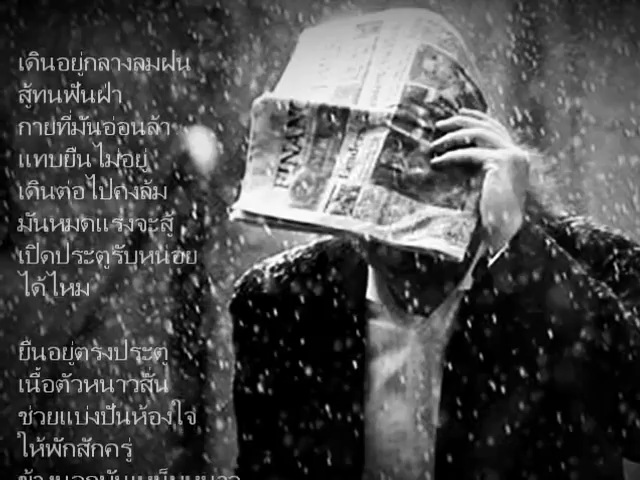 เดินอยู่กลางลมฝน
สู้ทนฟันฝ่า
กายที่มันอ่อนล้า
แทบยืนไม่อยู่
เดินต่อไปคงล้ม
มันหมดแรงจะสู้
เปิดประตูรับหน่อย
ได้ไหม
ยืนอยู่ตรงประตู
เนื้อตัวหนาวสั่น
ช่วยแบ่งปันห้องใจ
ให้พักสักครู่
FINAN